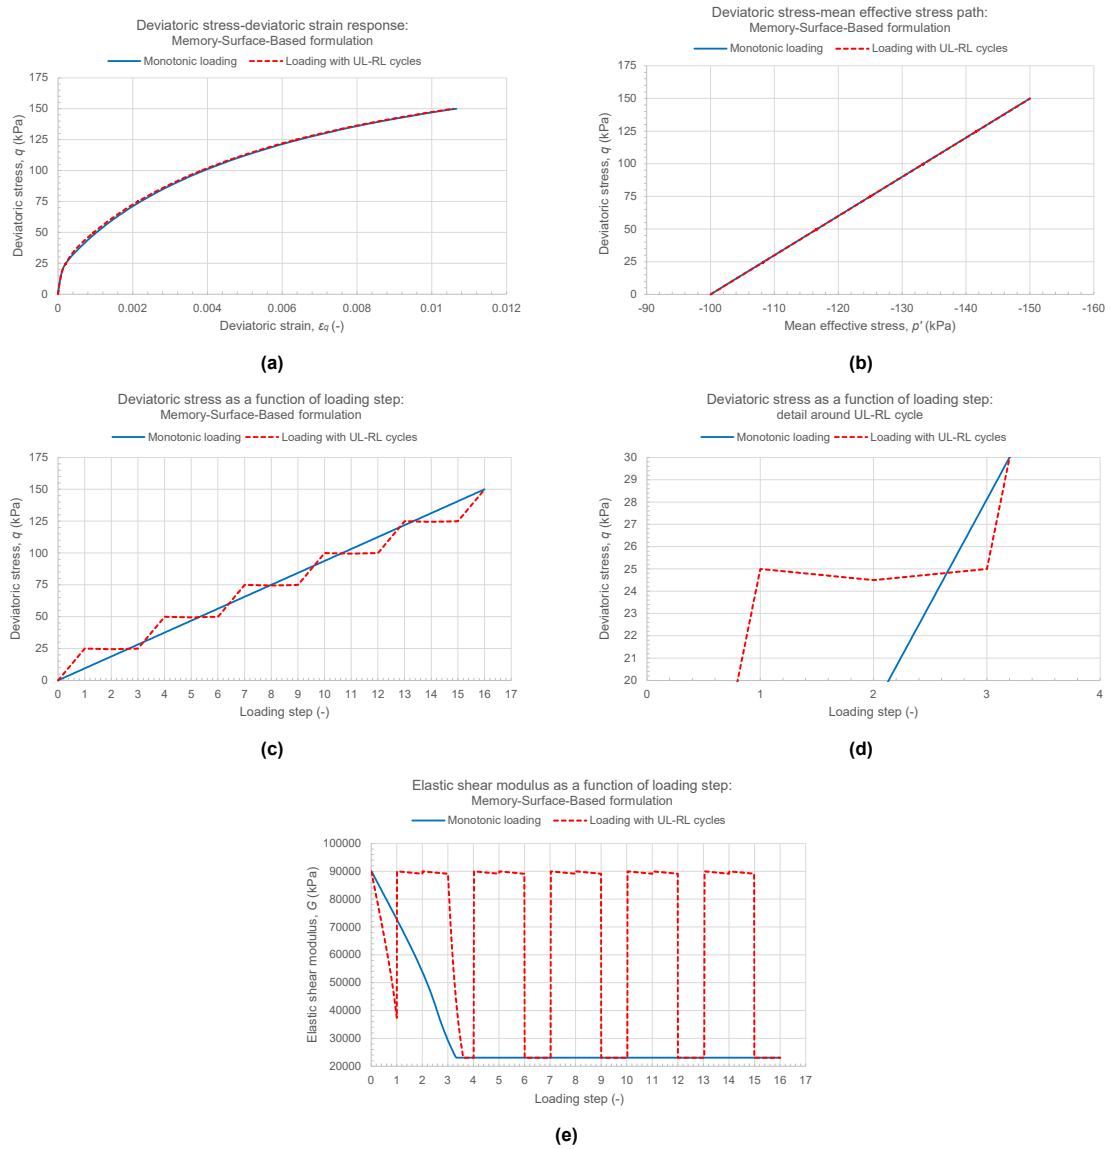 Deviatoric stress-deviatoric strain response:
Memory-Surface-Based formulation
Monotonic loading Loading with UL-RL cycles
175
150
125
100
75
50
25
0
Deviatoric stress, q (kPa)
0 0.002 0.004 0.006 0.008 0.01 0.012
Deviatoric strain, εq (-)
(a)
Deviatoric stress-mean effective stress path:
Memory-Surface-Based formulation
Monotonic loading Loading with UL-RL cycles
175
150
125
100
75
50
25
0
Deviatoric stress, q (kPa)
-90 -100 -110 -120 -130 -140 -150 -160
Mean effective stress, p' (kPa)
(b)
Deviatoric stress as a function of loading step:
Memory-Surface-Based formulation
Monotonic loading Loading with UL-RL cycles
175
150
125
100
75
50
25
0
Deviatoric stress, q (kPa)
0 1 2 3 4 5 6 7 8 9 10 11 12 13 14 15 16 17
Loading step (-)
(c)
Deviatoric stress as a function of loading step:
detail around UL-RL cycle
Monotonic loading Loading with UL-RL cycles
30
29
28
27
26
25
24
23
22
21
20
Deviatoric stress, q (kPa)
0 1 2 3 4
Loading step (-)
(d)
Elastic shear modulus as a function of loading step:
Memory-Surface-Based formulation
Monotonic loading Loading with UL-RL cycles
100000
90000
80000
70000
60000
50000
40000
30000
20000
Elastic shear modulus, G (kPa)
0 1 2 3 4 5 6 7 8 9 10 11 12 13 14 15 16 17
Loading step (-)
(e)